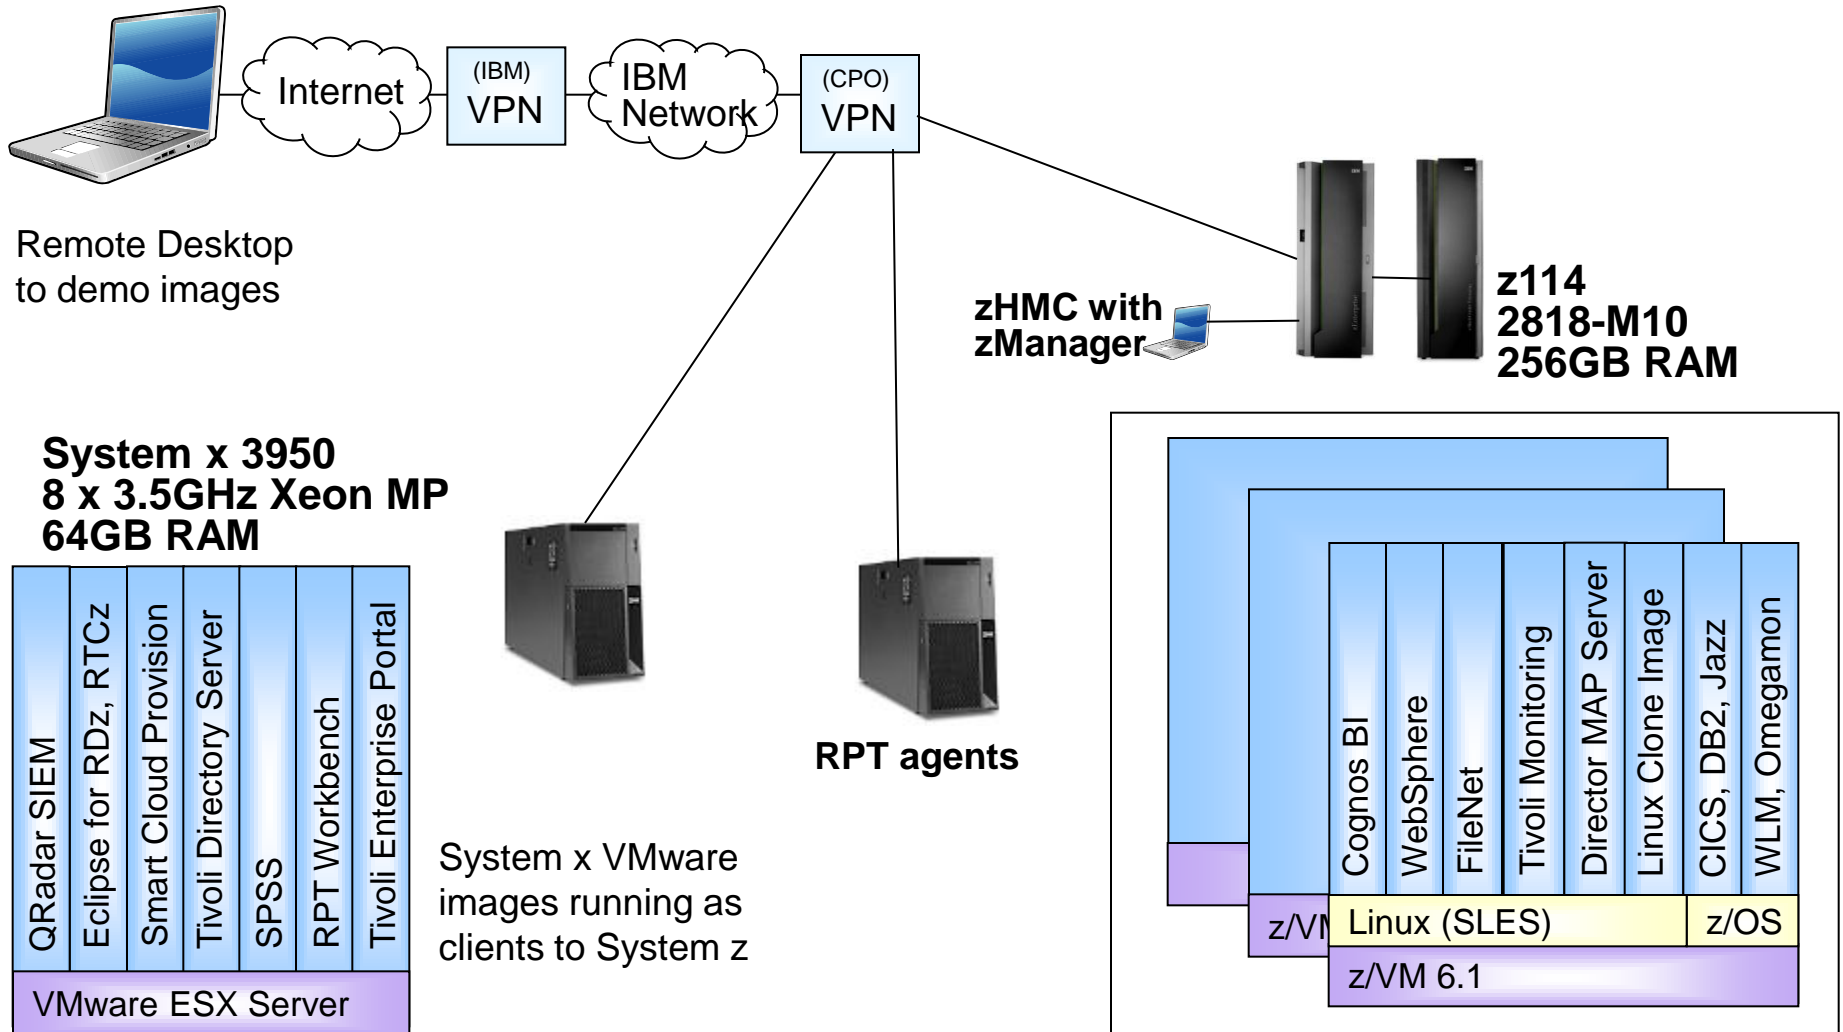 Internet
(IBM)
VPN
IBM
Network
(CPO)
VPN
Remote Desktop
to demo images
zHMC with
zManager
z114
2818-M10
256GB RAM
System x 3950
8 x 3.5GHz Xeon MP
64GB RAM
RPT agents
QRadar SIEM
Eclipse for RDz, RTCz
Smart Cloud Provision
Tivoli Directory Server
SPSS
RPT Workbench
Tivoli Enterprise Portal
VMware ESX Server
System x VMware
images running as
clients to System z
Cognos BI
WebSphere
FileNet
Tivoli Monitoring
Director MAP Server
Linux Clone Image
CICS, DB2, Jazz
WLM, Omegamon
z/VM
Linux (SLES)
z/OS
z/VM 6.1